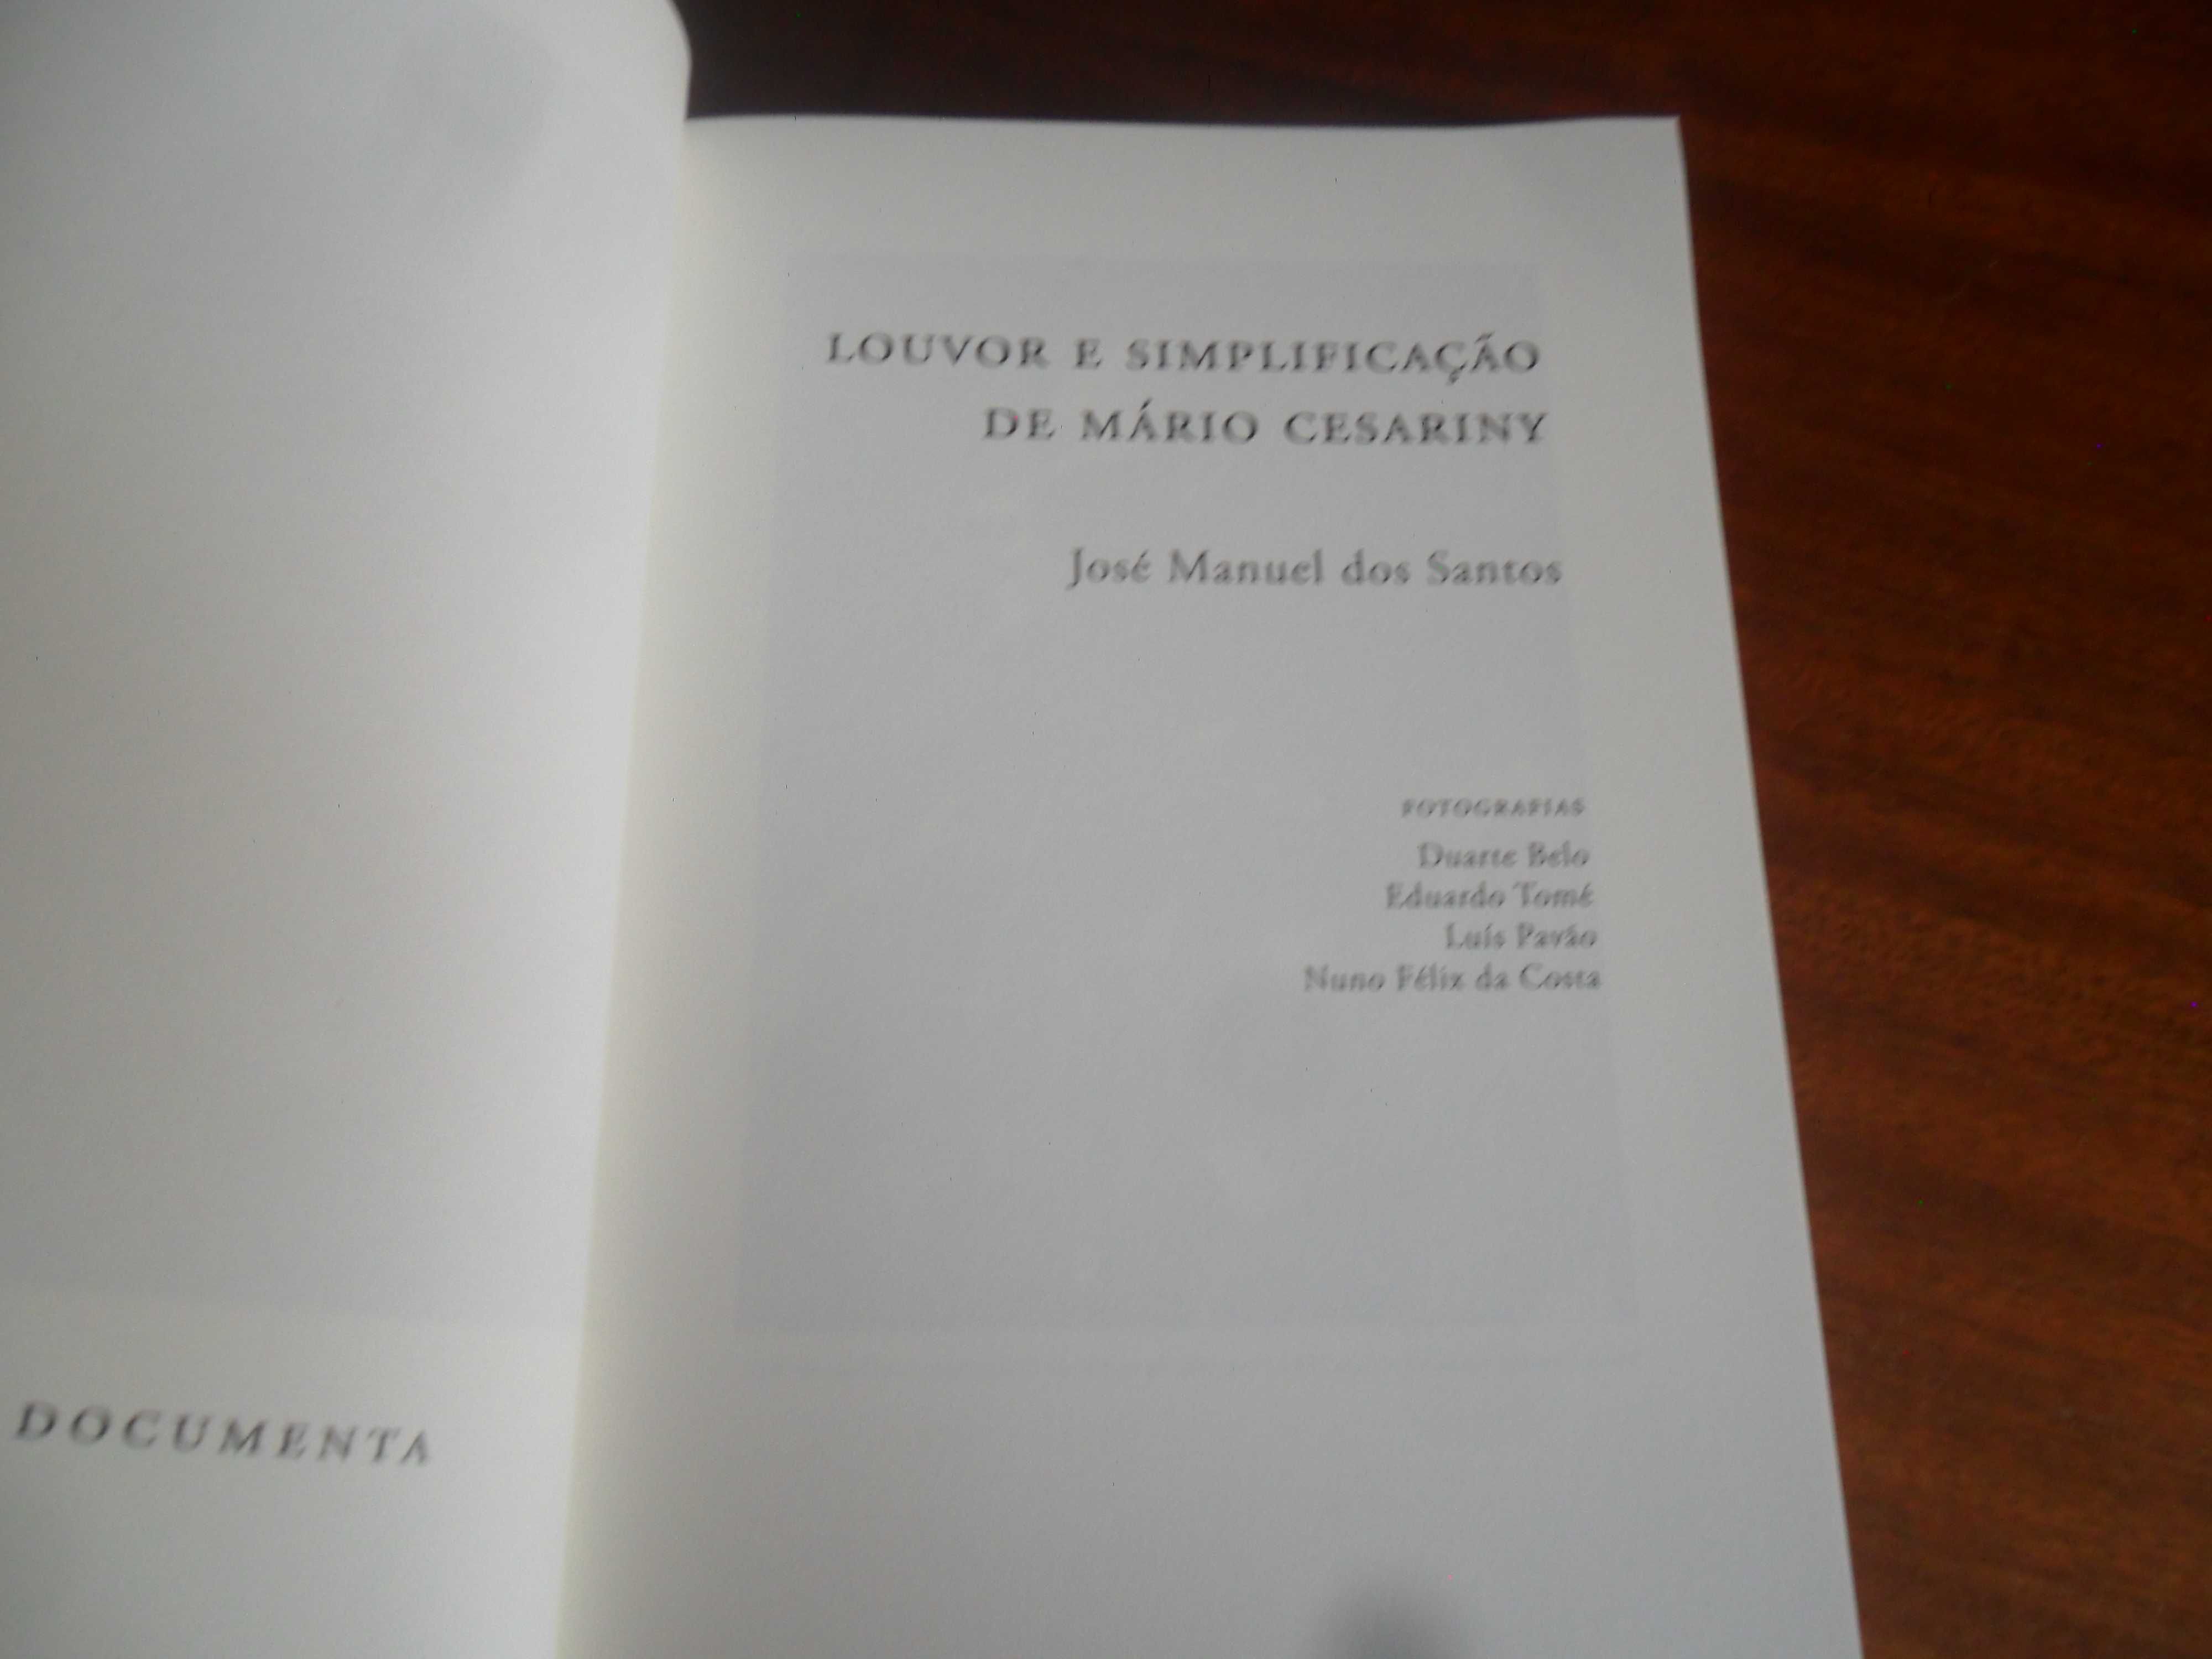 DOCUMENTA
LOUVOR E SIMPLIFICAÇÃO
DE MÁRIO CESARINY
José Manuel dos Santos
FOTOGRAFIAS
Duarte Belo
Eduardo Tomé
Luís Pavão
Nuno Félix da Costa